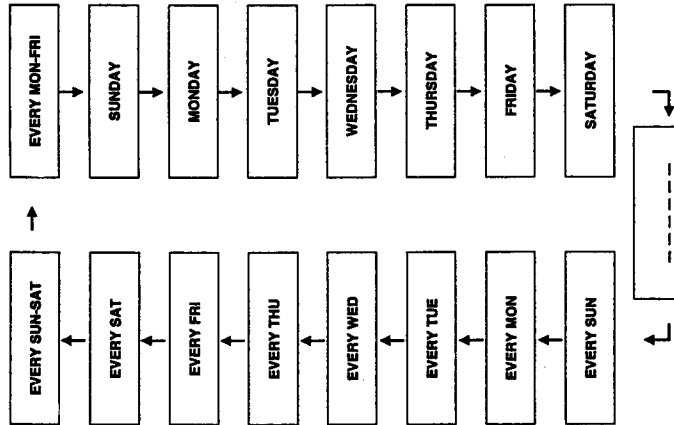 EVERY MON-FRI
SUNDAY
MONDAY
TUESDAY
WEDNESDAY
THURSDAY
FRIDAY
SATURDAY
------
EVERY SUN
EVERY MON
EVERY TUE
EVERY WED
EVERY THU
EVERY FRI
EVERY SAT
EVERY SUN-SAT